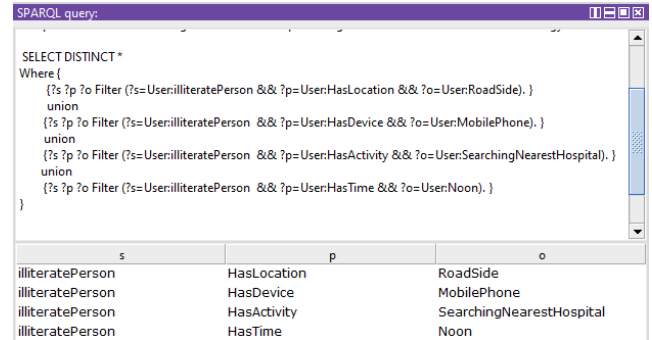 SPARQL query:
SELECT DISTINCT *
Where {
{?s ?p ?o Filter (?s=User:illiteratePerson && ?p=User:HasLocation && ?o=User:RoadSide). }
union
{?s ?p ?o Filter (?s=User:illiteratePerson && ?p=User:HasDevice && ?o=User:MobilePhone). }
union
{?s ?p ?o Filter (?s=User:illiteratePerson && ?p=User:HasActivity && ?o=User:SearchingNearestHospital). }
union
{?s ?p ?o Filter (?s=User:illiteratePerson && ?p=User:HasTime && ?o=User:Noon). }
}
s p o
illiteratePerson HasLocation RoadSide
illiteratePerson HasDevice MobilePhone
illiteratePerson HasActivity SearchingNearestHospital
illiteratePerson HasTime Noon